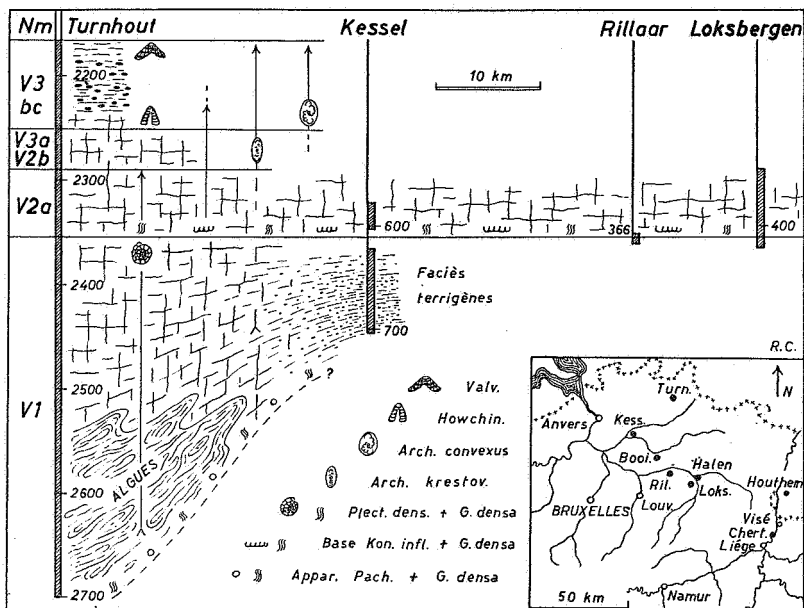 Nm Turnhout Kessel Rillaar Loksbergen
V3
bc
2200
10 km
V3a
V2b
V2a
2300
600
366
400
V1
2400
Faciès
terrigènes
700
2500
?
R.C.
ALGUES
2600
2700
Valv.
Howchin.
Arch. convexus
Arch. krestov.
Plect. dens. + G. densa
Base Kon. infl. + G. densa
Appar. Pach. + G. densa
N
Turn.
Anvers
Kess.
Booi.
Halen
Houthem
Ril.
Loks.
BRUXELLES
Louv.
Visé
Chert.
Liége
50 km
Namur